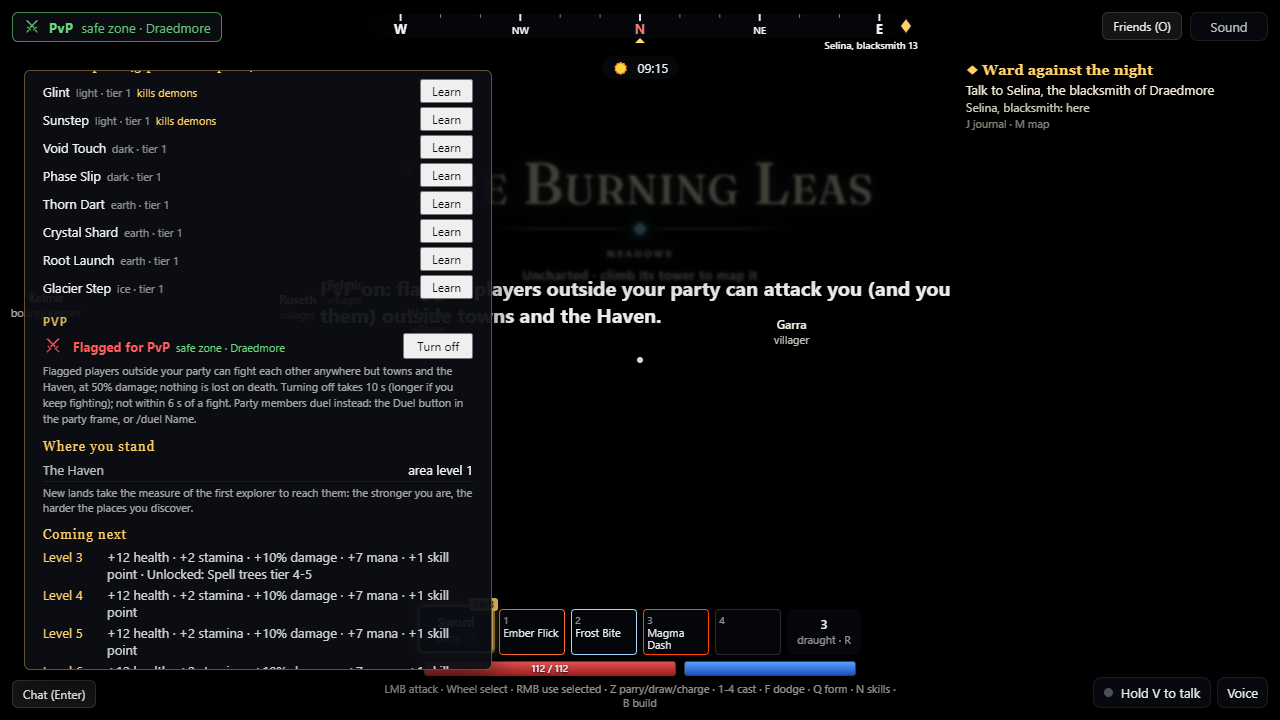 PvP safe zone · Draedmore
W NW N NE E
Selina, blacksmith 13
Friends (O)
Sound
09:15
◆ Ward against the night
Talk to Selina, the blacksmith of Draedmore
Selina, blacksmith: here
J journal · M map
Glint light · tier 1 kills demons Learn
Sunstep light · tier 1 kills demons Learn
Void Touch dark · tier 1 Learn
Phase Slip dark · tier 1 Learn
Thorn Dart earth · tier 1 Learn
Crystal Shard earth · tier 1 Learn
Root Launch earth · tier 1 Learn
Glacier Step ice · tier 1 Learn
PVP
Flagged for PvP safe zone · Draedmore Turn off
Flagged players outside your party can fight each other anywhere but towns and the
Haven, at 50% damage; nothing is lost on death. Turning off takes 10 s (longer if you
keep fighting); not within 6 s of a fight. Party members duel instead: the Duel button in
the party frame, or /duel Name.
Where you stand
The Haven area level 1
New lands take the measure of the first explorer to reach them: the stronger you are, the
harder the places you discover.
Coming next
Level 3 +12 health · +2 stamina · +10% damage · +7 mana · +1 skill
point · Unlocked: Spell trees tier 4-5
Level 4 +12 health · +2 stamina · +10% damage · +7 mana · +1 skill
point
Level 5 +12 health · +2 stamina · +10% damage · +7 mana · +1 skill
point
Burning Leas
MEADOWS
Uncharted · climb its tower to map it
PvP on: players outside your party can attack you (and you
them) outside towns and the Haven.
Kelmir
Roseth
villager
Garra
villager
Sword
1 Ember Flick
2 Frost Bite
3 Magma
Dash
4
3
draught · R
112 / 112
LMB attack · Wheel select · RMB use selected · Z parry/draw/charge · 1-4 cast · F dodge · Q form · N skills ·
B build
Chat (Enter)
Hold V to talk
Voice